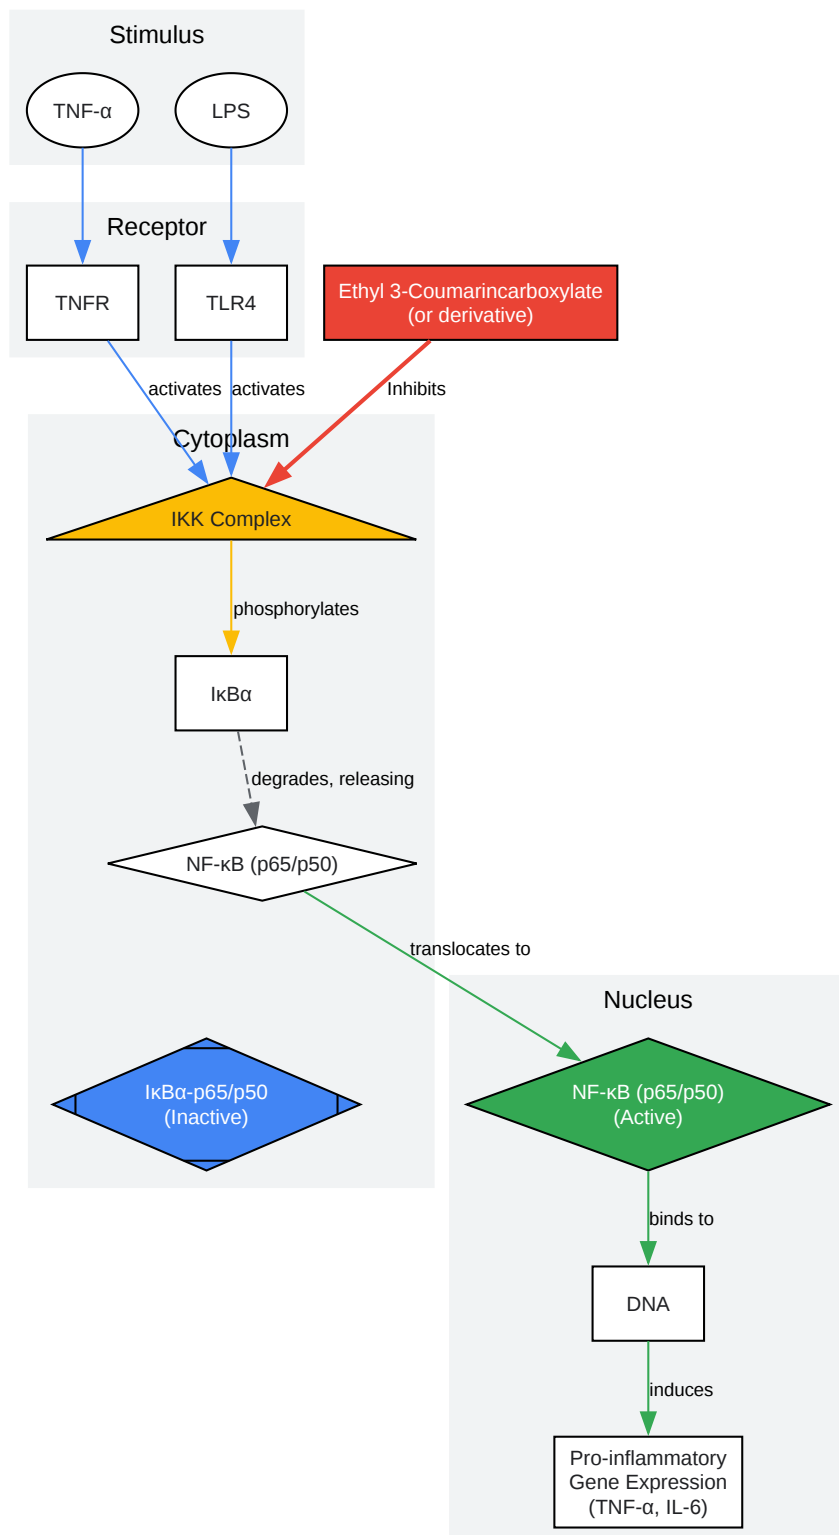 Stimulus
TNF-α
LPS
Receptor
TNFR
TLR4
Ethyl 3-Coumarincarboxylate
(or derivative)
activates
activates
Inhibits
Cytoplasm
IKK Complex
phosphorylates
IκBα
degrades, releasing
NF-κB (p65/p50)
translocates to
Nucleus
IκBα-p65/p50
(Inactive)
NF-κB (p65/p50)
(Active)
binds to
DNA
induces
Pro-inflammatory
Gene Expression
(TNF-α, IL-6)